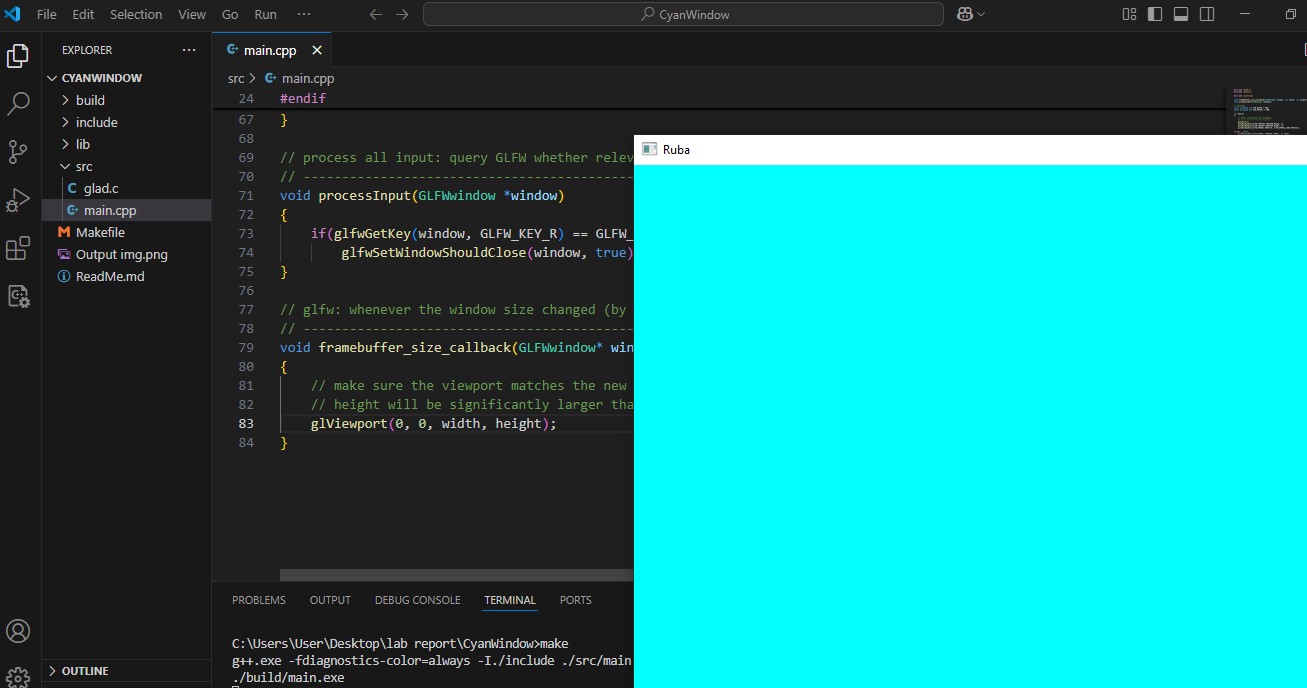 File Edit Selection View Go Run ··· CyanWindow
EXPLORER ···
CYANWINDOW
build
include
lib
src
C glad.c
main.cpp
Makefile
Output img.png
ReadMe.md
OUTLINE
main.cpp
src > main.cpp
24 #endif
67 }
68
69 // process all input: query GLFW whether relev
70 // -------------------------------------------
71 void processInput(GLFWwindow *window)
72 {
73 if(glfwGetKey(window, GLFW_KEY_R) == GLFW_
74 glfwSetWindowShouldClose(window, true)
75 }
76
77 // glfw: whenever the window size changed (by
78 // -------------------------------------------
79 void framebuffer_size_callback(GLFWwindow* win
80 {
81 // make sure the viewport matches the new
82 // height will be significantly larger tha
83 glViewport(0, 0, width, height);
84 }
PROBLEMS OUTPUT DEBUG CONSOLE TERMINAL PORTS
C:\Users\User\Desktop\lab report\CyanWindow>make
g++.exe -fdiagnostics-color=always -I./include ./src/main
./build/main.exe
Ruba